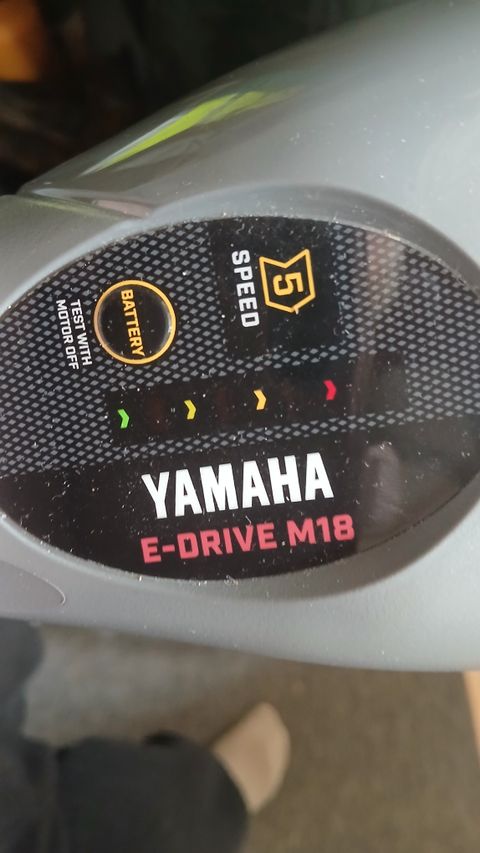 5
SPEED
BATTERY
TEST WITH
MOTOR OFF
YAMAHA
E-DRIVE M18